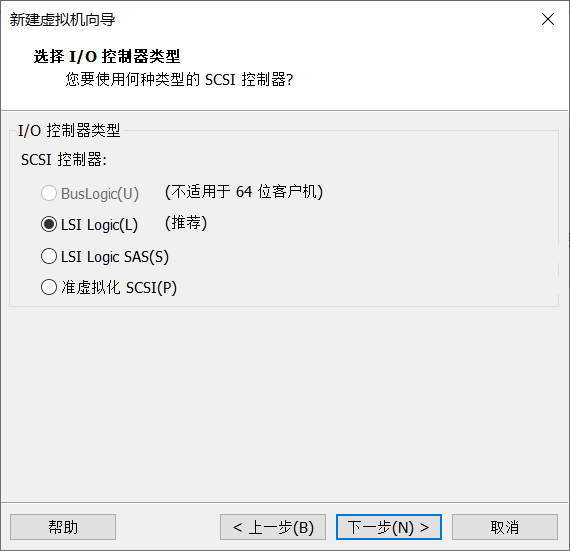 新建虚拟机向导
选择 I/O 控制器类型
您要使用何种类型的 SCSI 控制器?
I/O 控制器类型
SCSI 控制器:
BusLogic(U) (不适用于 64 位客户机)
LSI Logic(L) (推荐)
LSI Logic SAS(S)
准虚拟化 SCSI(P)
帮助 < 上一步(B) 下一步(N) > 取消